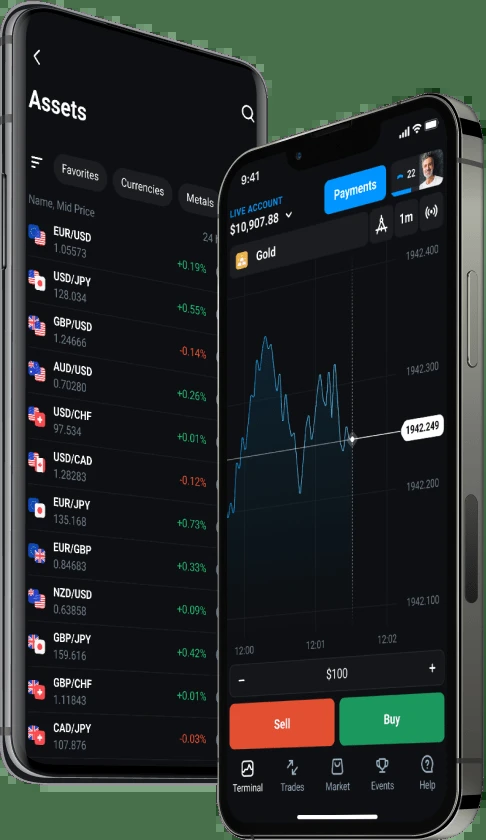 Assets
Favorites
Currencies
Metals
Name, Mid Price
24 h
EUR/USD
1.05573
+0.19%
USD/JPY
128.034
+0.55%
GBP/USD
1.24666
-0.14%
AUD/USD
0.70280
+0.26%
USD/CHF
97.534
+0.01%
USD/CAD
1.28283
-0.12%
EUR/JPY
135.168
+0.73%
EUR/GBP
0.84683
+0.33%
NZD/USD
0.63858
+0.09%
GBP/JPY
159.616
+0.42%
GBP/CHF
1.11843
+0.01%
CAD/JPY
107.876
-0.03%
9:41
LIVE ACCOUNT
$10,907.88
Payments
22
1m
Gold
1942.400
1942.300
1942.249
1942.200
1942.100
12:00
12:01
12:02
− $100 +
Sell
Buy
Terminal
Trades
Market
Events
Help